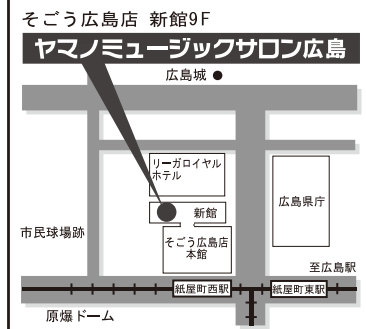 そごう広島店 新館9F
ヤマノミュージックサロン広島
広島城
リーガロイヤル
ホテル
新館
広島県庁
市民球場跡
そごう広島店
本館
至広島駅
紙屋町西駅
紙屋町東駅
原爆ドーム